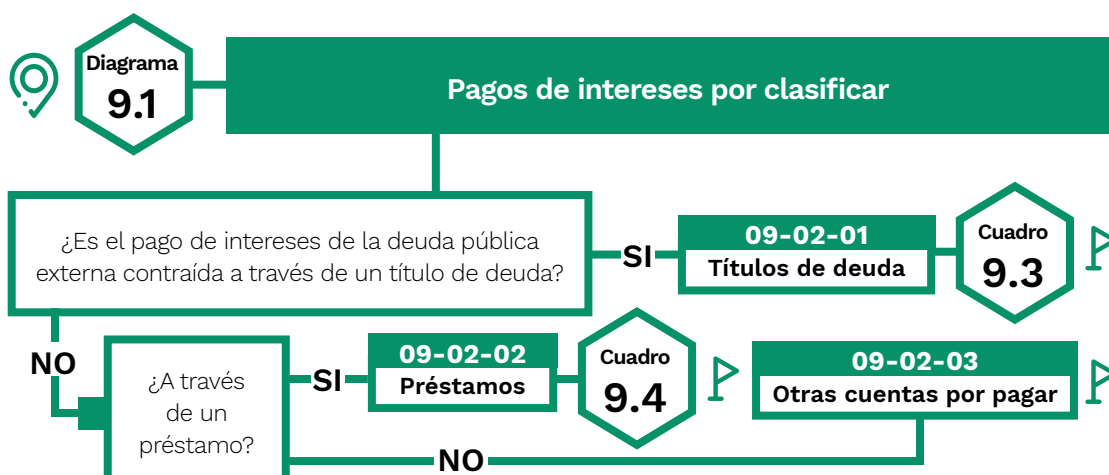 Diagrama
9.1
Pagos de intereses por clasificar
¿Es el pago de intereses de la deuda pública
externa contraída a través de un título de deuda?
SI
09-02-01
Títulos de deuda
Cuadro
9.3
NO
¿A través
de un
préstamo?
SI
09-02-02
Préstamos
Cuadro
9.4
09-02-03
Otras cuentas por pagar
NO